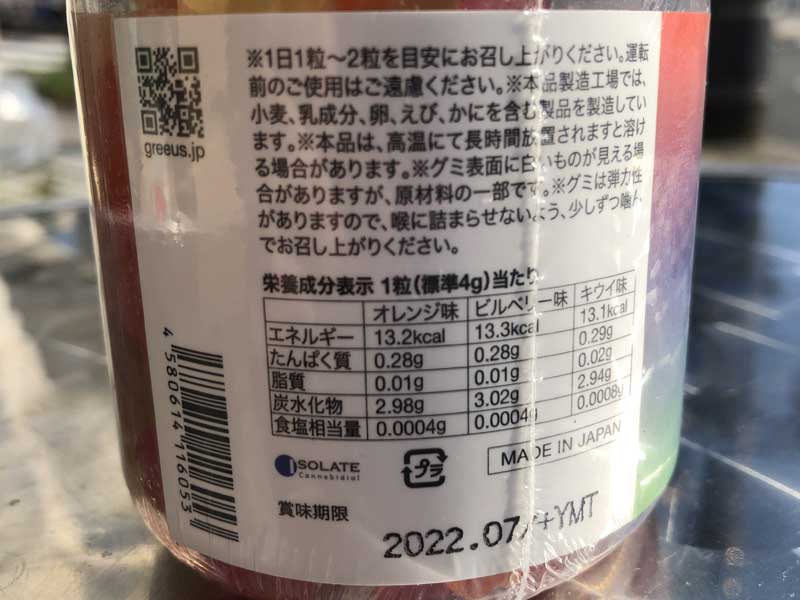 ※1日1粒～2粒を目安にお召し上がりください。運転
前のご使用はご遠慮ください。※本品製造工場では、
小麦、乳成分、卵、えび、かにを含む製品を製造してい
ます。※本品は、高温にて長時間放置されますと溶け
る場合があります。※グミ表面に白いものが見える場
合がありますが、原材料の一部です。※グミは弾力性
がありますので、喉に詰まらせないよう、少しずつ噛ん
でお召し上がりください。
greeus.jp
栄養成分表示 1粒(標準4g)当たり
オレンジ味 ビルベリー味 キウイ味
エネルギー 13.2kcal 13.3kcal 13.1kcal
たんぱく質 0.28g 0.28g 0.29g
脂質 0.01g 0.01g 0.02g
炭水化物 2.98g 3.02g 2.94g
食塩相当量 0.0004g 0.0004g 0.0008g
4 580614 116053
ISOLATE
Cannabidiol
プラ
MADE IN JAPAN
賞味期限
2022.07/+YMT